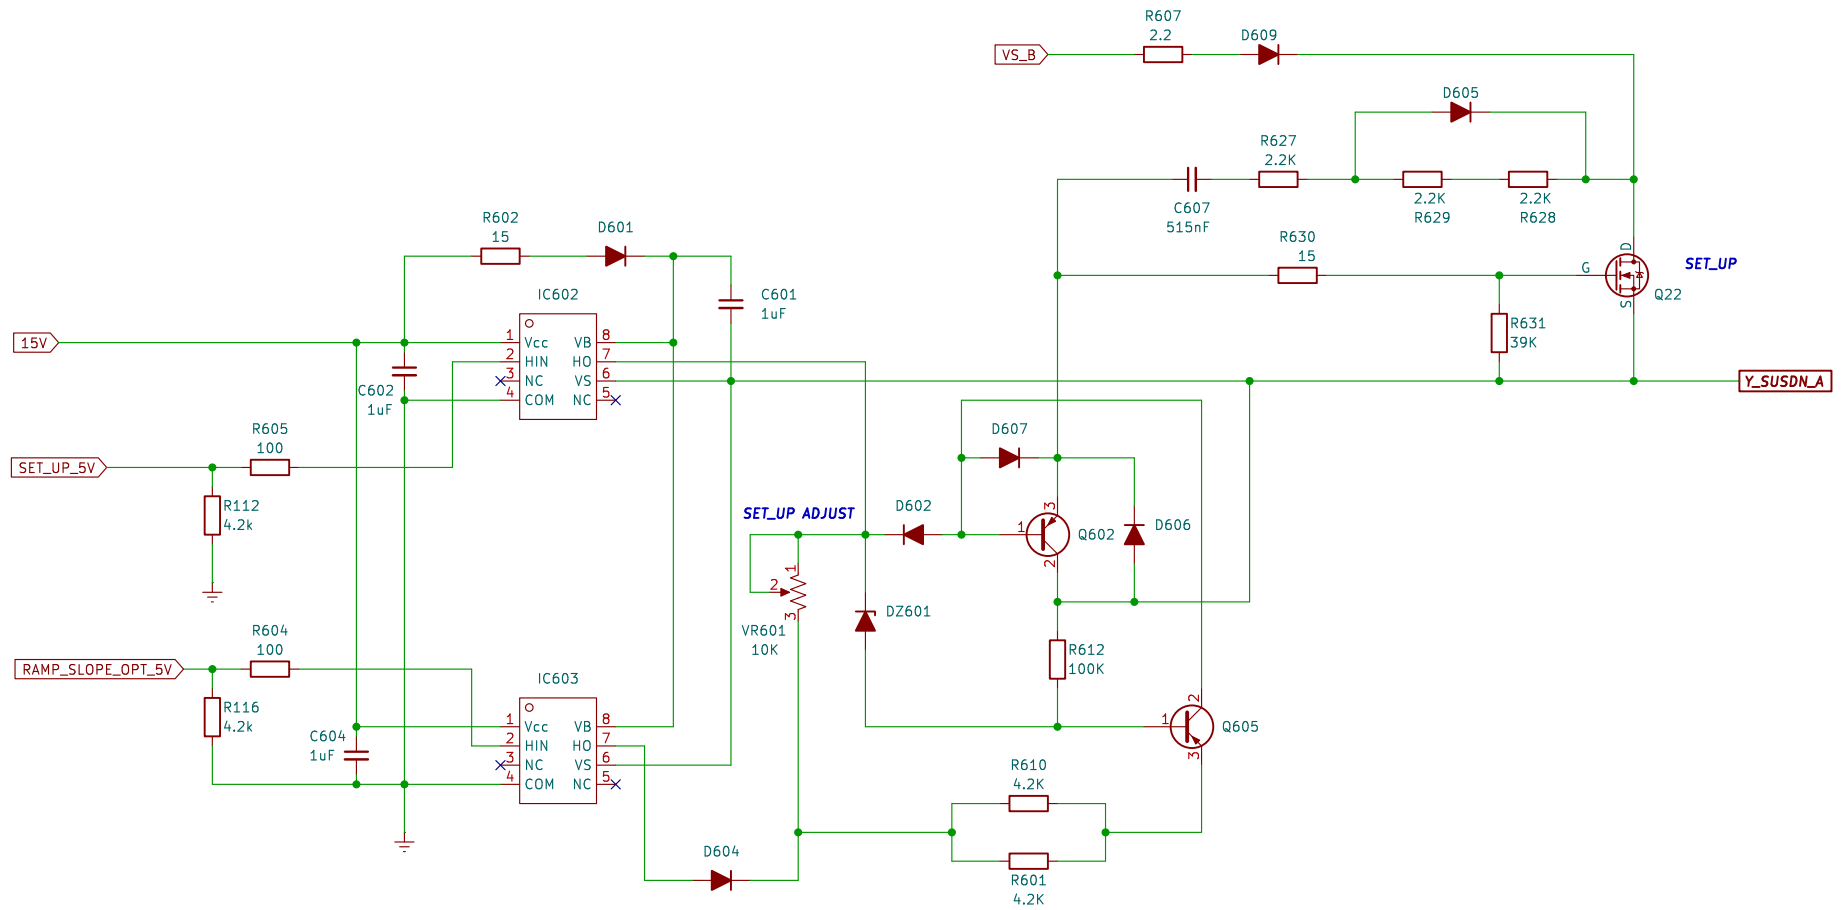 R607
2.2
D609
VS_B
D605
R627
2.2K
C607
515nF
2.2K
R629
2.2K
R628
R630
15
D
G
S
SET_UP
Q22
R631
39K
R602
15
D601
IC602
C601
1uF
15V
1 Vcc VB 8
2 HIN HO 7
3 NC VS 6
4 COM NC 5
C602
1uF
Y_SUSDN_A
R605
100
SET_UP_5V
R112
4.2k
D607
D602
SET_UP ADJUST
3
1
2
Q602
D606
1
2
3
VR601
10K
DZ601
R604
100
RAMP_SLOPE_OPT_5V
R116
4.2k
R612
100K
IC603
1 Vcc VB 8
2 HIN HO 7
3 NC VS 6
4 COM NC 5
C604
1uF
2
1
3
Q605
R610
4.2K
D604
R601
4.2K